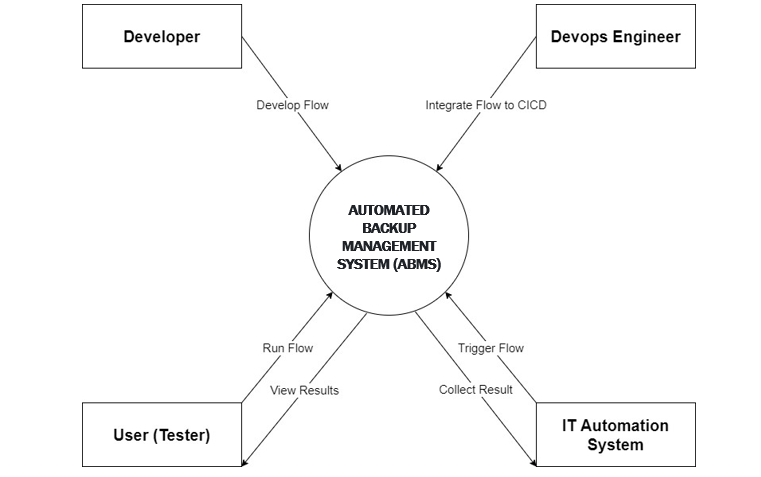 Developer
Devops Engineer
Develop Flow
Integrate Flow to CICD
AUTOMATED
BACKUP
MANAGEMENT
SYSTEM (ABMS)
Run Flow
Trigger Flow
View Results
Collect Result
User (Tester)
IT Automation
System